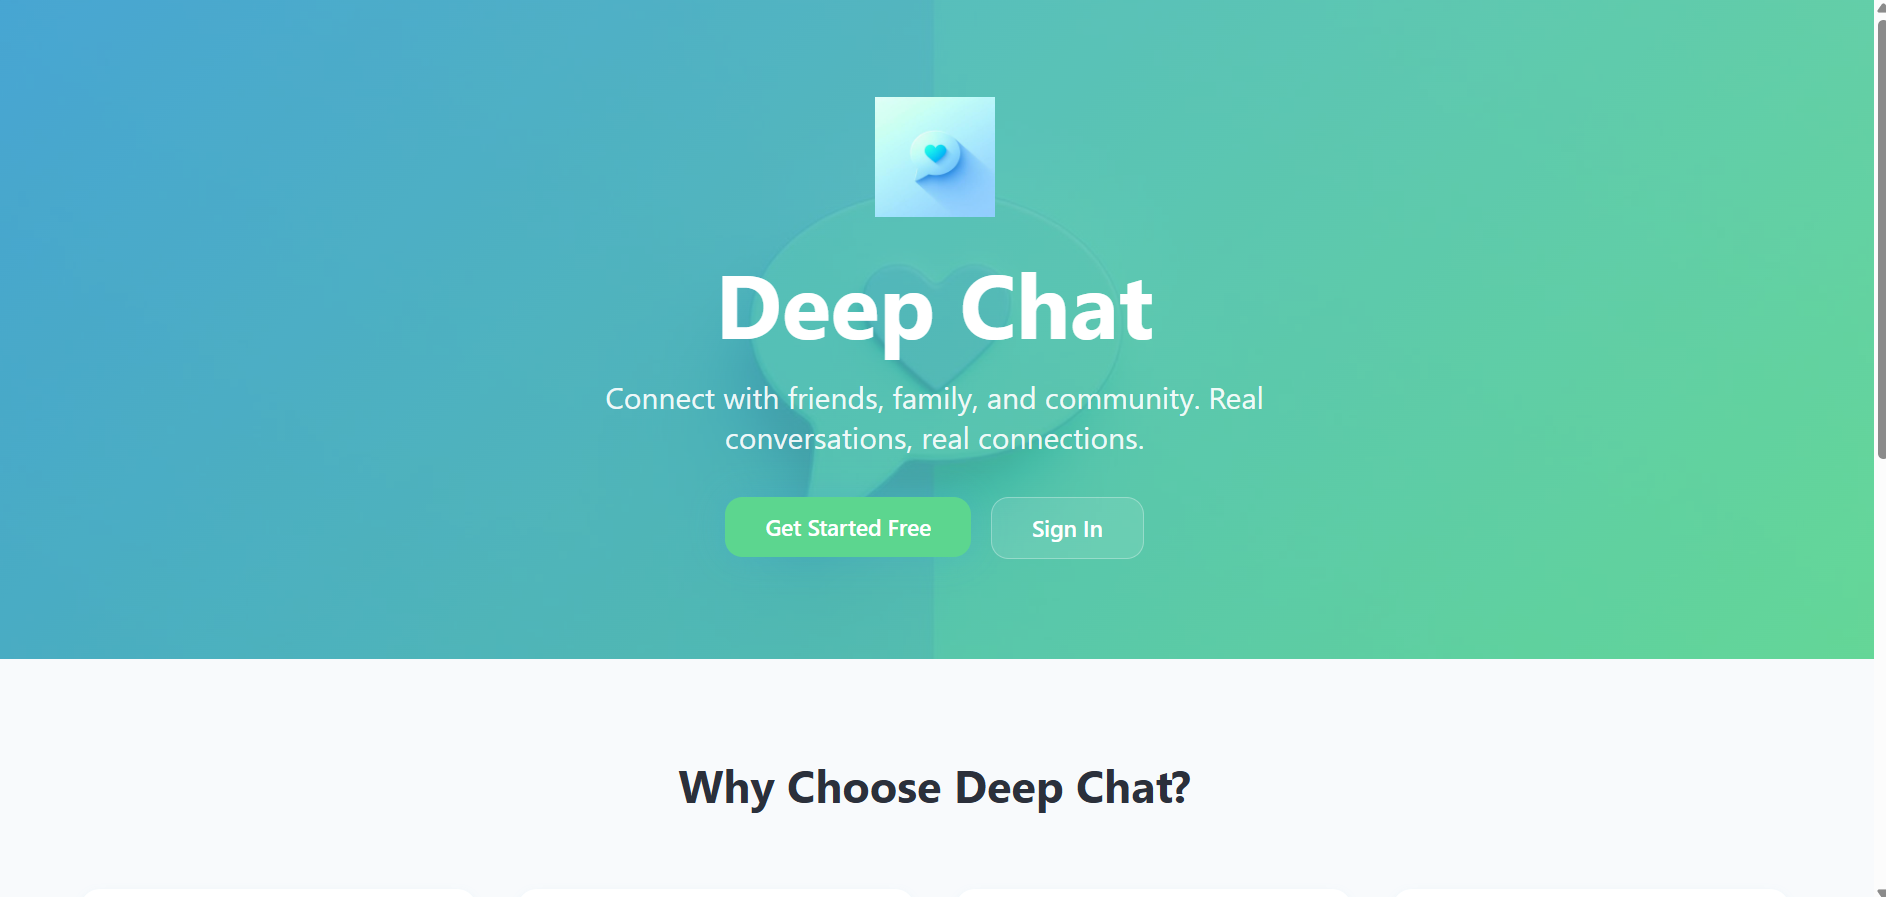 Deep Chat
Connect with friends, family, and community. Real
conversations, real connections.
Get Started Free
Sign In
Why Choose Deep Chat?